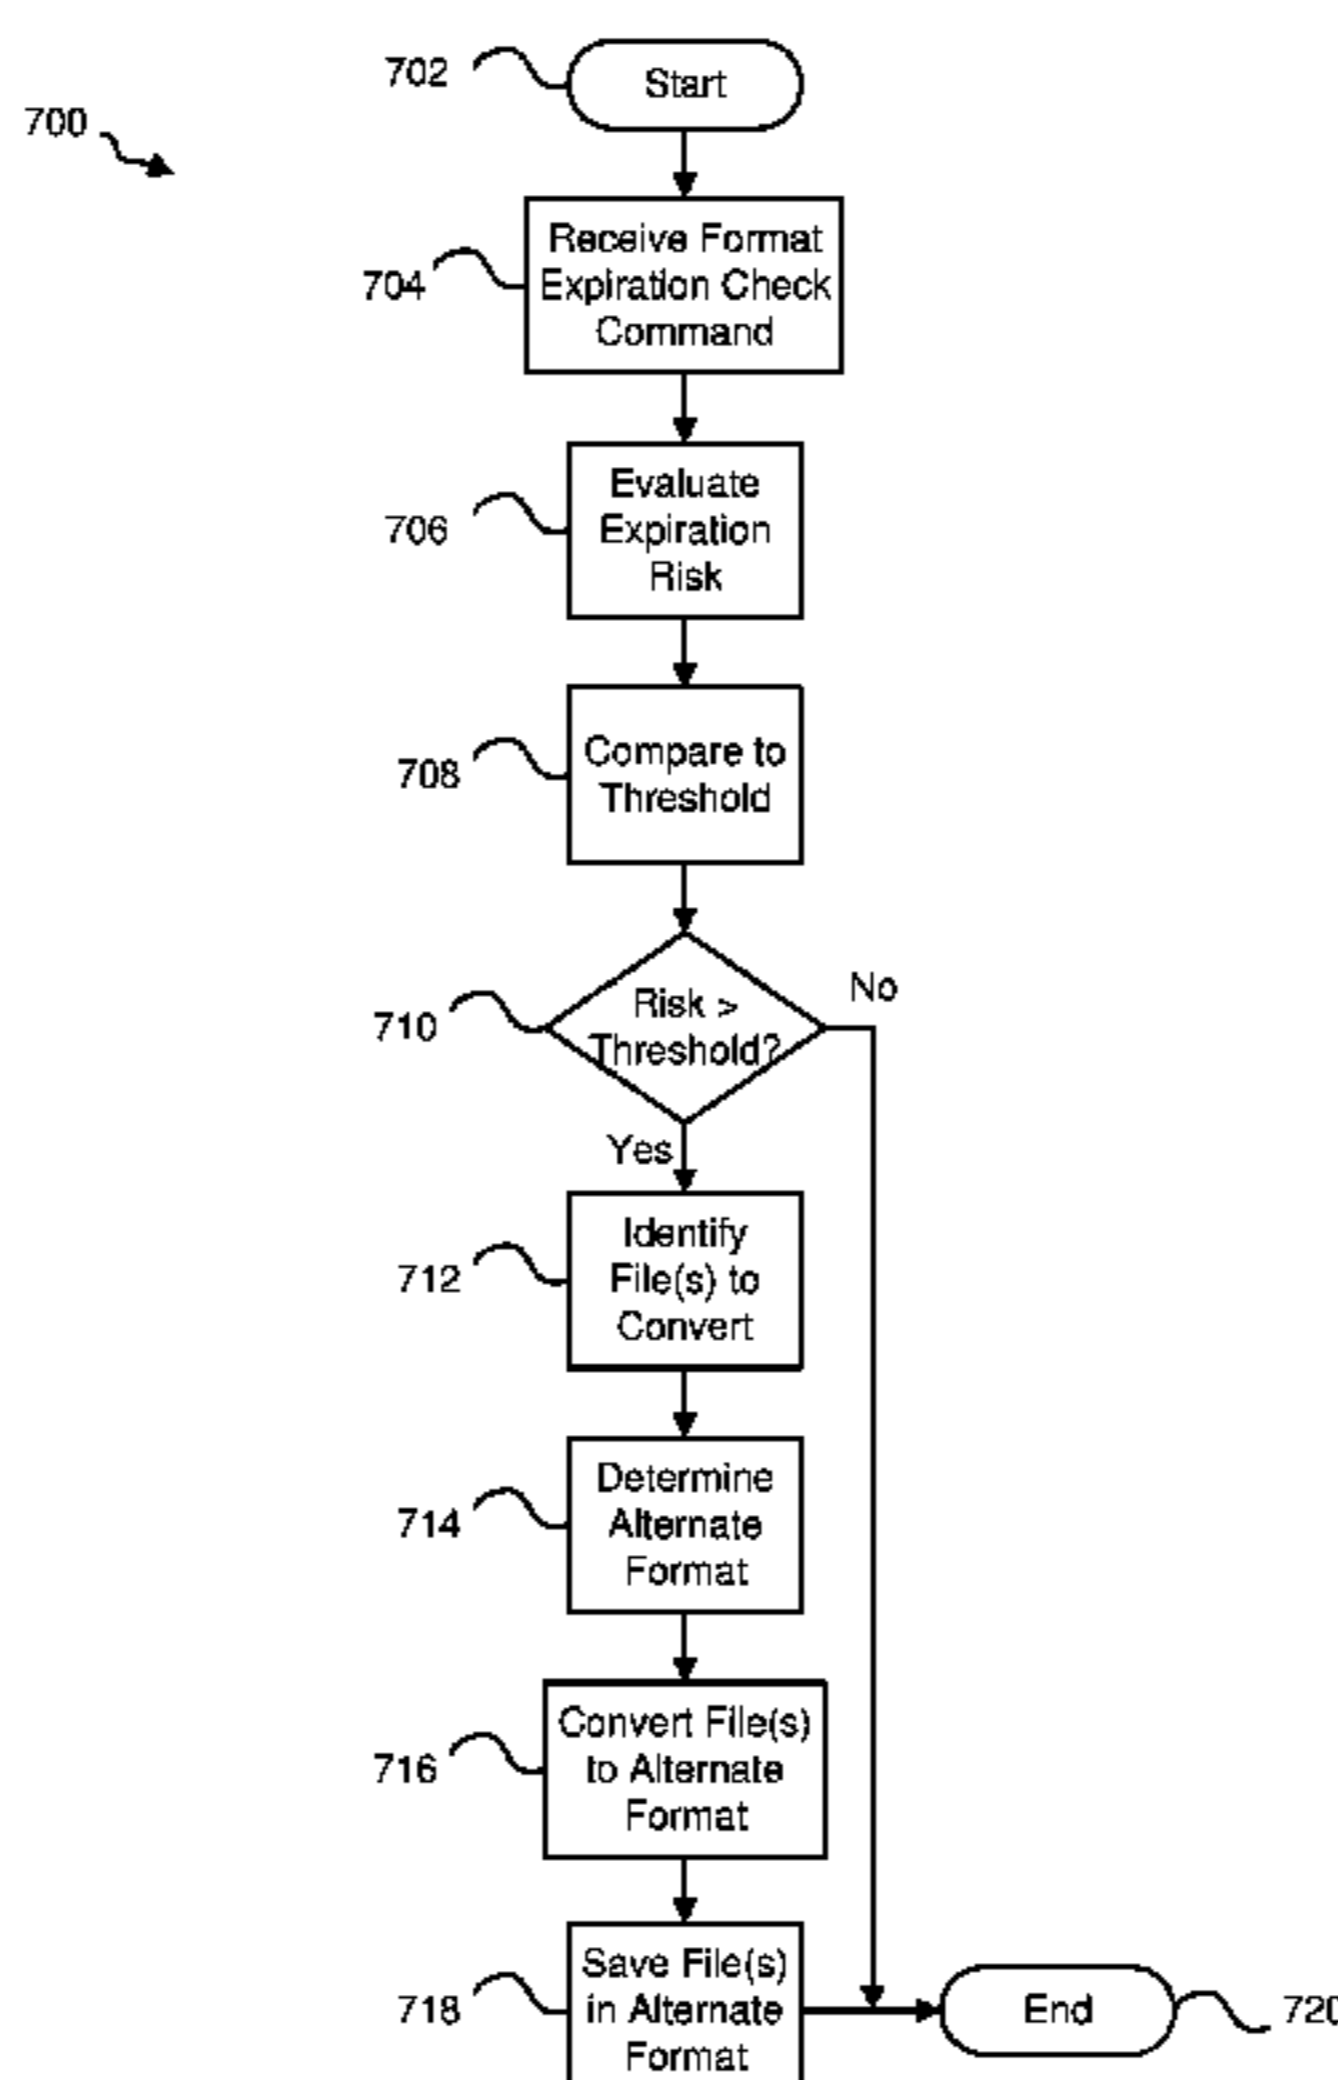 702
Start
700
Receive Format
704
Expiration Check
Command
Evaluate
706
Expiration
Risk
Compare to
708
Threshold
No
Risk >
710
Threshold?
Yes
Identify
712
File(s) to
Convert
Determine
714
Alternate
Format
Convert File(s)
716
to Alternate
Format
Save File(s)
718
in Alternate
Format
End
720